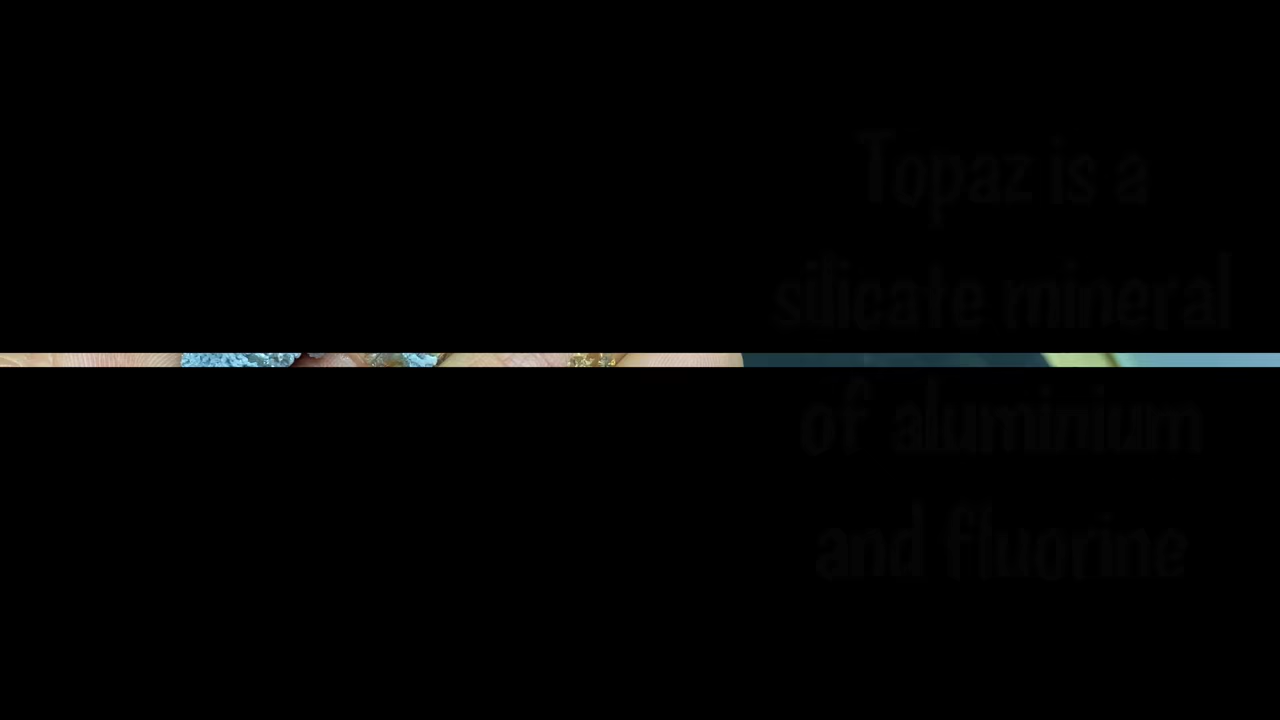 Topaz is a
silicate mineral
of aluminium
and fluorine